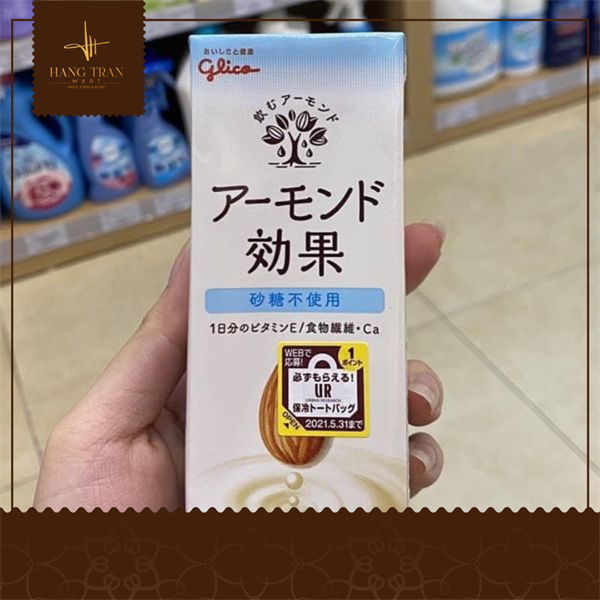 HANG TRAN
MART
おいしさと健康
glico
飲むアーモンド
アーモンド
効果
砂糖不使用
1日分のビタミンE/食物繊維・Ca
WEBで
応募!
1
ポイント
必ずもらえる!
UR
URBAN RESEARCH
保冷トートバッグ
OPEN
2021.5.31まで